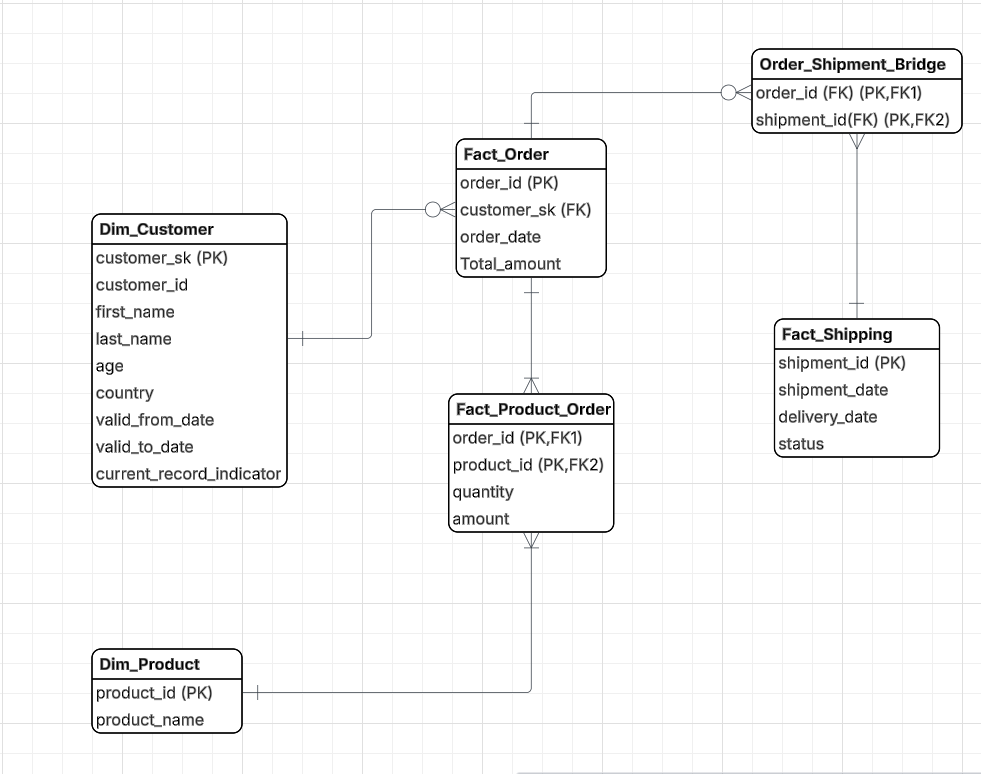 Order_Shipment_Bridge
order_id (FK) (PK,FK1)
shipment_id(FK) (PK,FK2)
Fact_Order
order_id (PK)
customer_sk (FK)
order_date
Total_amount
Dim_Customer
customer_sk (PK)
customer_id
first_name
last_name
age
country
valid_from_date
valid_to_date
current_record_indicator
Fact_Shipping
shipment_id (PK)
shipment_date
delivery_date
status
Fact_Product_Order
order_id (PK,FK1)
product_id (PK,FK2)
quantity
amount
Dim_Product
product_id (PK)
product_name